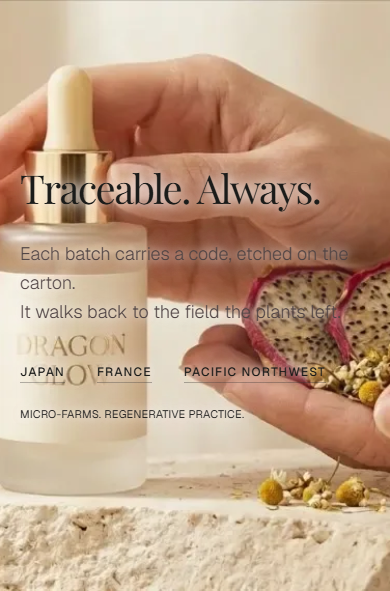 Traceable. Always.
Each batch carries a code, etched on the
carton.
It walks back to the field the plants left.
DRAGON
GLOW
JAPAN FRANCE PACIFIC NORTHWEST
MICRO-FARMS. REGENERATIVE PRACTICE.